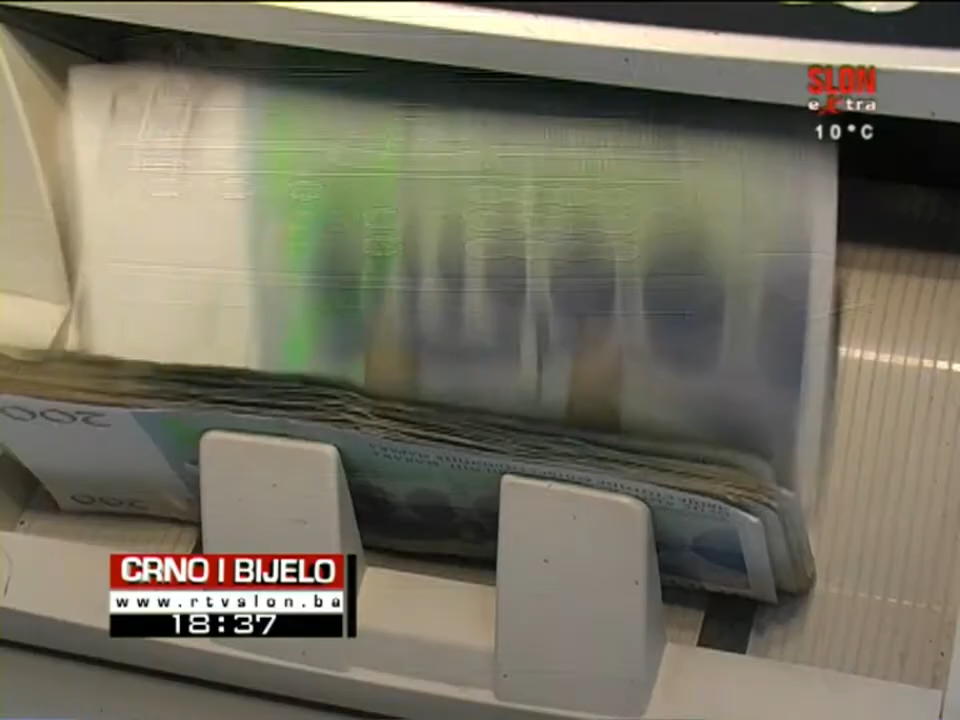 SLON
extra
10°C
200
200
CRNO I BIJELO
www.rtvslon.ba
18:37